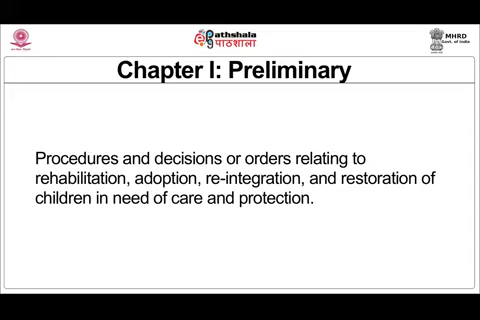 Pathshala
पाठशाला
MHRD
Govt. of India
Chapter I: Preliminary
Procedures and decisions or orders relating to
rehabilitation, adoption, re-integration, and restoration of
children in need of care and protection.